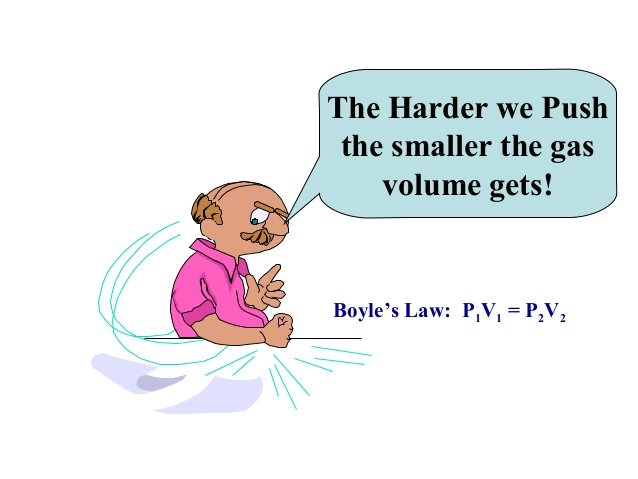 The Harder we Push
the smaller the gas
volume gets!
Boyle’s Law:  P₁V₁ = P₂V₂